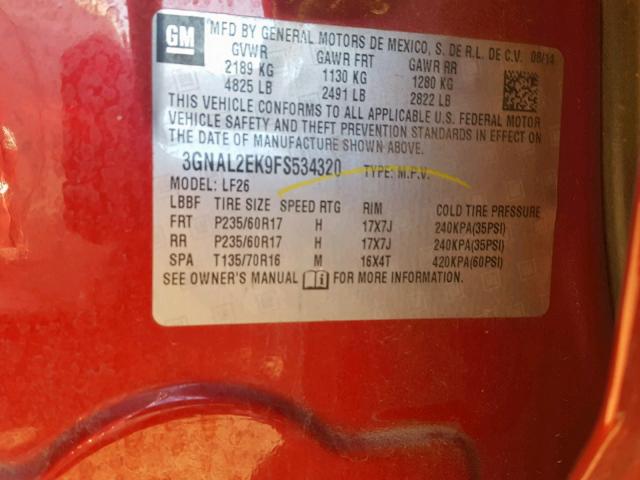 GM
MFD BY GENERAL MOTORS DE MEXICO, S. DE R.L. DE C.V. 08/14
GVWR GAWR FRT GAWR RR
2189 KG 1130 KG 1280 KG
4825 LB 2491 LB 2822 LB
THIS VEHICLE CONFORMS TO ALL APPLICABLE U.S. FEDERAL MOTOR
VEHICLE SAFETY AND THEFT PREVENTION STANDARDS IN EFFECT ON
THE DATE OF MANUFACTURE SHOWN ABOVE.
3GNAL2EK9FS534320 TYPE: M.P.V.
MODEL: LF26
LBBF TIRE SIZE SPEED RTG RIM COLD TIRE PRESSURE
FRT P235/60R17 H 17X7J 240KPA(35PSI)
RR P235/60R17 H 17X7J 240KPA(35PSI)
SPA T135/70R16 M 16X4T 420KPA(60PSI)
SEE OWNER'S MANUAL FOR MORE INFORMATION.